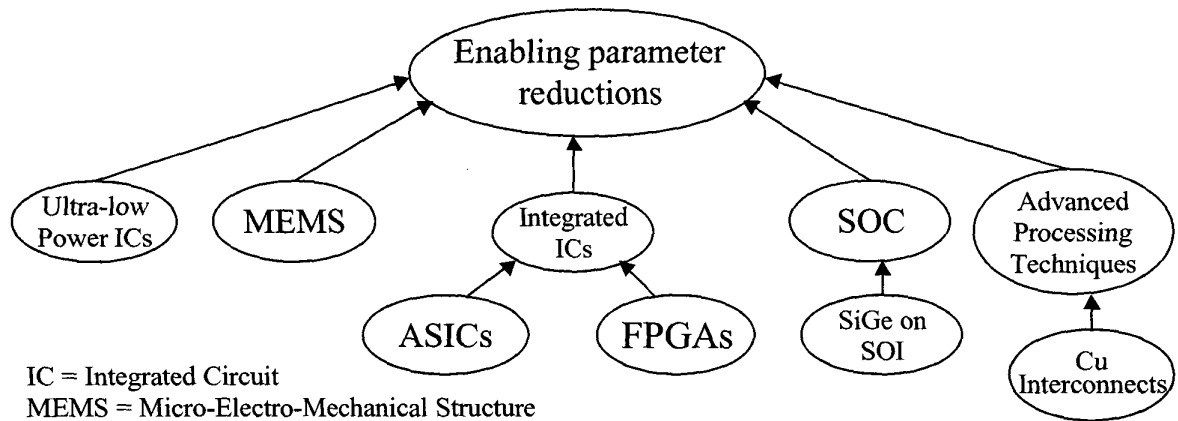 Enabling parameter
reductions
Ultra-low
Power ICs
MEMS
Integrated
ICs
SOC
Advanced
Processing
Techniques
ASICs
FPGAs
SiGe on
SOI
Cu
Interconnects
IC = Integrated Circuit
MEMS = Micro-Electro-Mechanical Structure